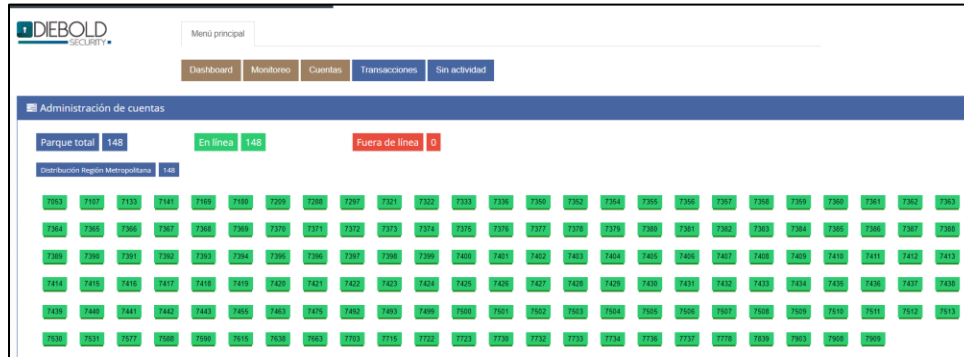 DIEBOLD
SECURITY
Menú principal
Dashboard Monitoreo Cuentas Transacciones Sin actividad
Administración de cuentas
Parque total 148 En línea 148 Fuera de línea 0
Distribución Región Metropolitana 148
7053 7107 7133 7141 7169 7180 7209 7288 7297 7321 7322 7333 7336 7350 7352 7354 7355 7356 7357 7358 7359 7360 7361 7362 7363
7364 7365 7366 7367 7368 7369 7370 7371 7372 7373 7374 7375 7376 7377 7378 7379 7380 7381 7382 7383 7384 7385 7386 7387 7388
7389 7390 7391 7392 7393 7394 7395 7396 7397 7398 7399 7400 7401 7402 7403 7404 7405 7406 7407 7408 7409 7410 7411 7412 7413
7414 7415 7416 7417 7418 7419 7420 7421 7422 7423 7424 7425 7426 7427 7428 7429 7430 7431 7432 7433 7434 7435 7436 7437 7438
7439 7440 7441 7442 7443 7455 7463 7475 7492 7493 7499 7500 7501 7502 7503 7504 7505 7506 7507 7508 7509 7510 7511 7512 7513
7530 7531 7577 7588 7590 7615 7638 7663 7703 7715 7722 7723 7730 7732 7733 7734 7736 7737 7778 7839 7903 7908 7909